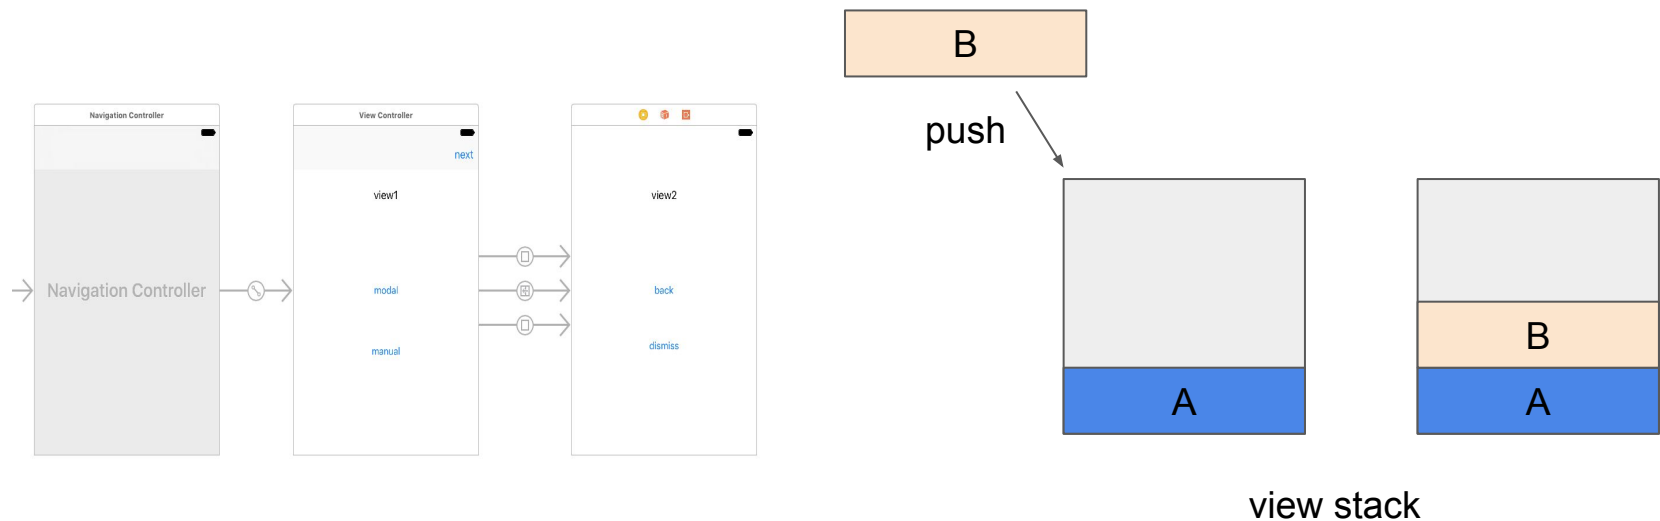 Navigation Controller
Navigation Controller
View Controller
next
view1
modal
manual
view2
back
dismiss
B
push
A
B
A
view stack